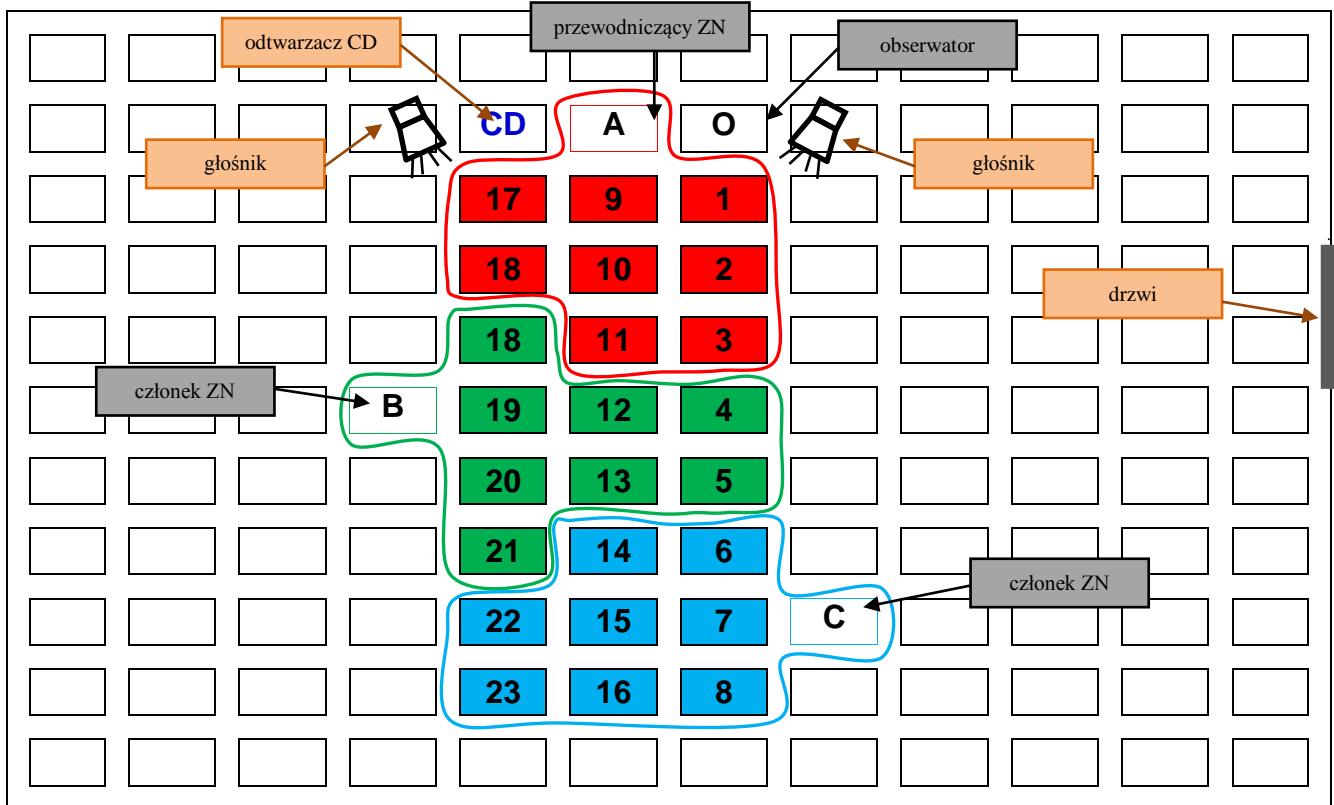 przewodniczący ZN
odtwarzacz CD
obserwator
CD A O
głośnik
głośnik
17 9 1
18 10 2
drzwi
18 11 3
członek ZN
B 19 12 4
20 13 5
21 14 6
członek ZN
22 15 7 C
23 16 8